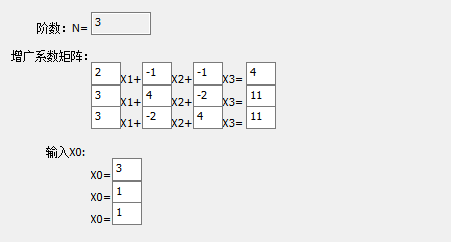 阶数：N= 3
增广系数矩阵：
2 X1+ -1 X2+ -1 X3= 4
3 X1+ 4 X2+ -2 X3= 11
3 X1+ -2 X2+ 4 X3= 11
输入X0:
X0= 3
X0= 1
X0= 1